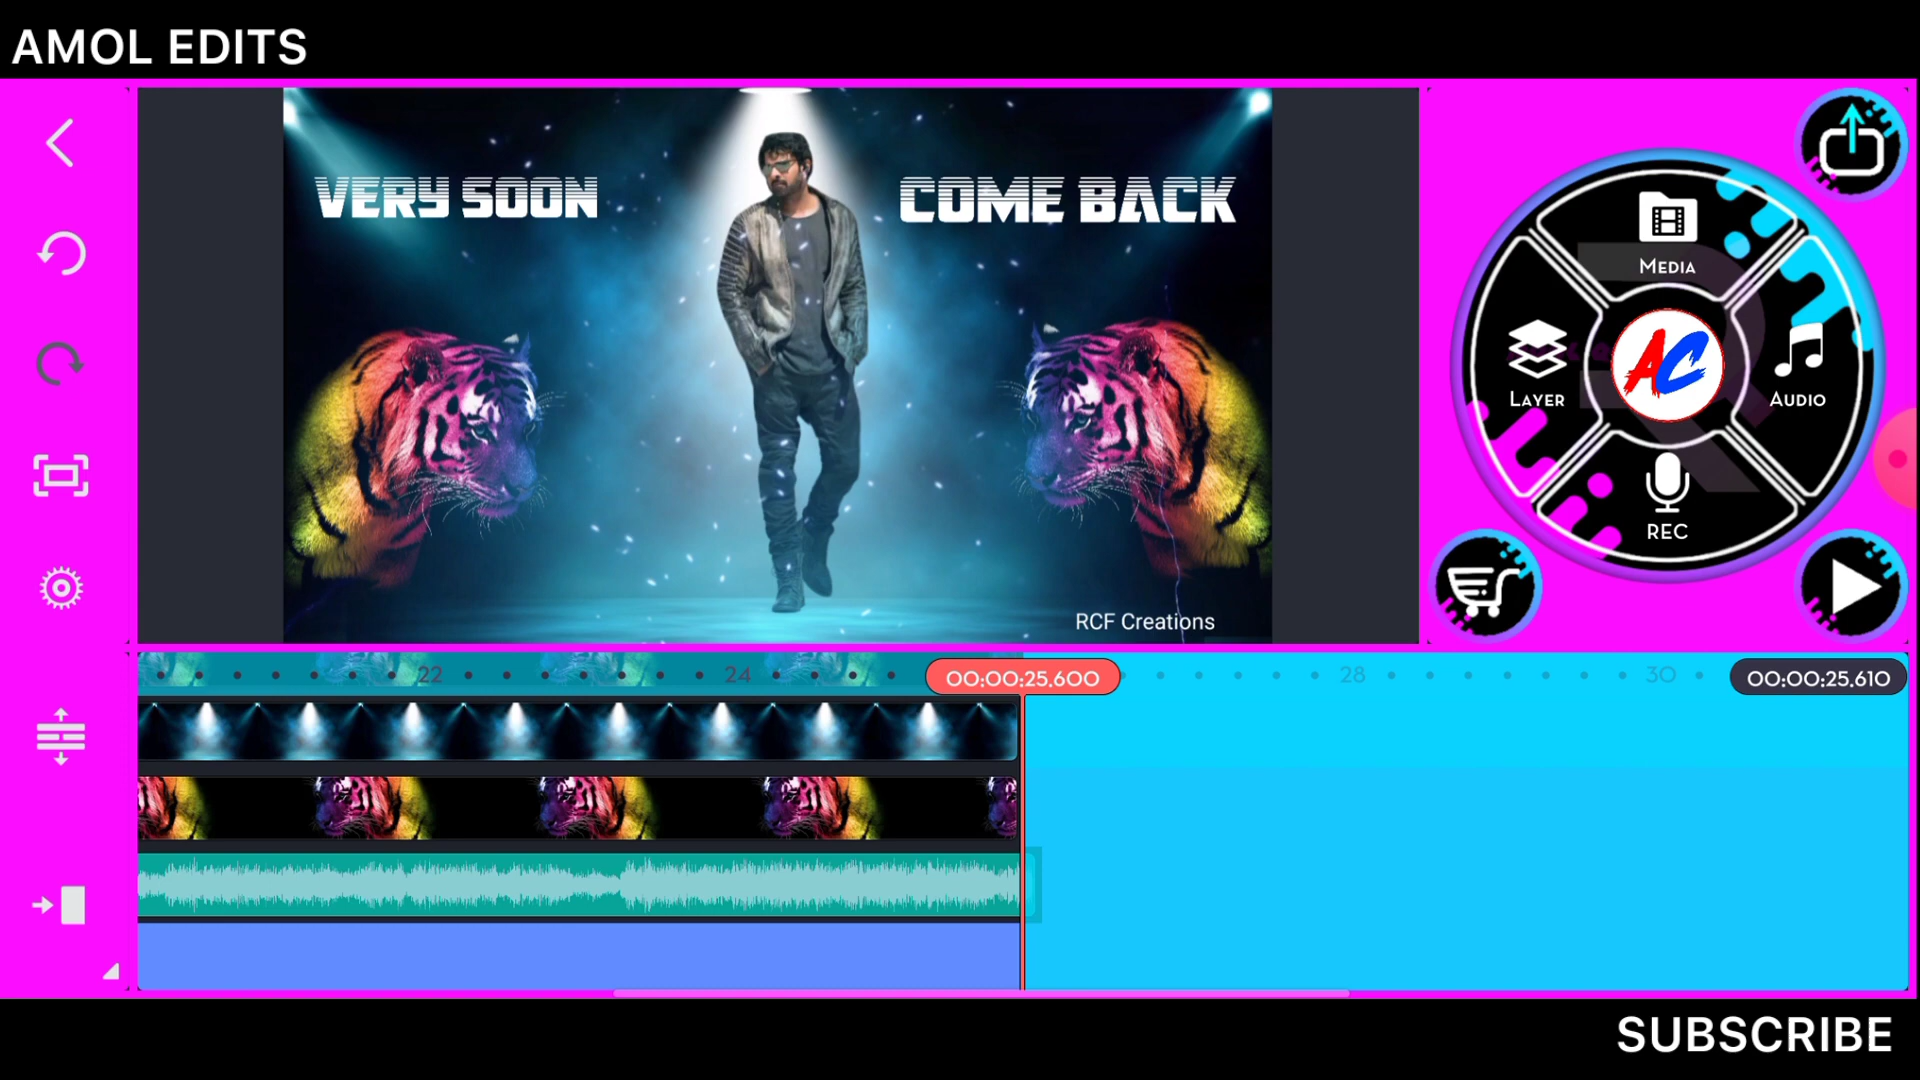 AMOL EDITS
VERY SOON
COME BACK
RCF Creations
MEDIA
LAYER
AC
AUDIO
REC
22
24
00:00:25.600
28
30
00:00:25.610
SUBSCRIBE